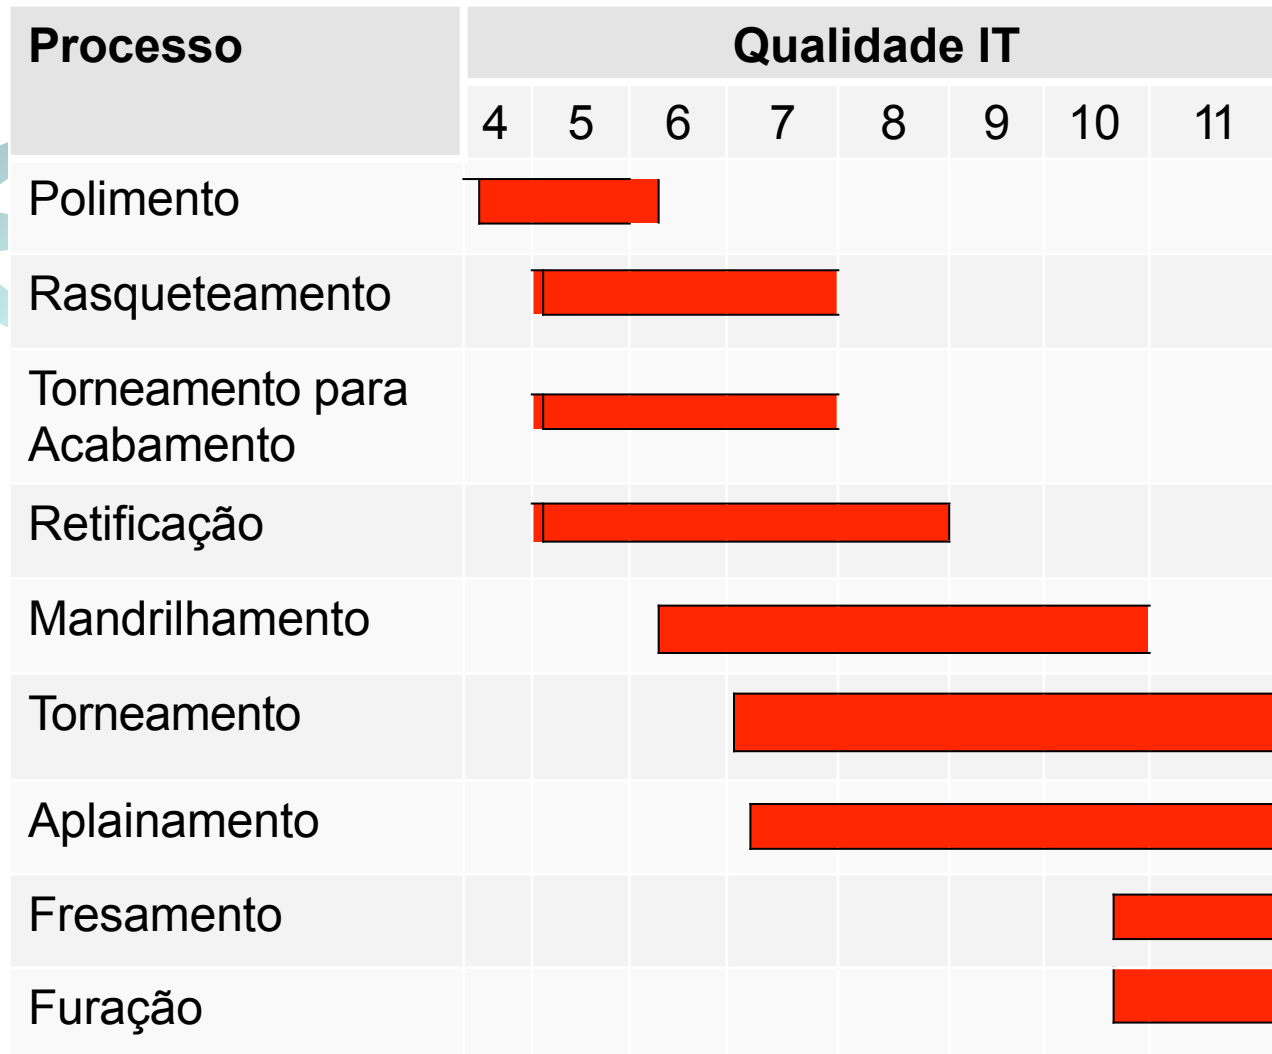 Processo
Qualidade IT
4 5 6 7 8 9 10 11
Polimento
Rasqueteamento
Torneamento para
Acabamento
Retificação
Mandrilhamento
Torneamento
Aplainamento
Fresamento
Furação